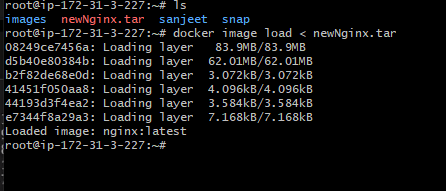 root@ip-172-31-3-227:~# ls
images  newNginx.tar  sanjeet  snap
root@ip-172-31-3-227:~# docker image load < newNginx.tar
08249ce7456a: Loading layer   83.9MB/83.9MB
d5b40e80384b: Loading layer  62.01MB/62.01MB
b2f82de68e0d: Loading layer  3.072kB/3.072kB
41451f050aa8: Loading layer  4.096kB/4.096kB
44193d3f4ea2: Loading layer  3.584kB/3.584kB
e7344f8a29a3: Loading layer  7.168kB/7.168kB
Loaded image: nginx:latest
root@ip-172-31-3-227:~#